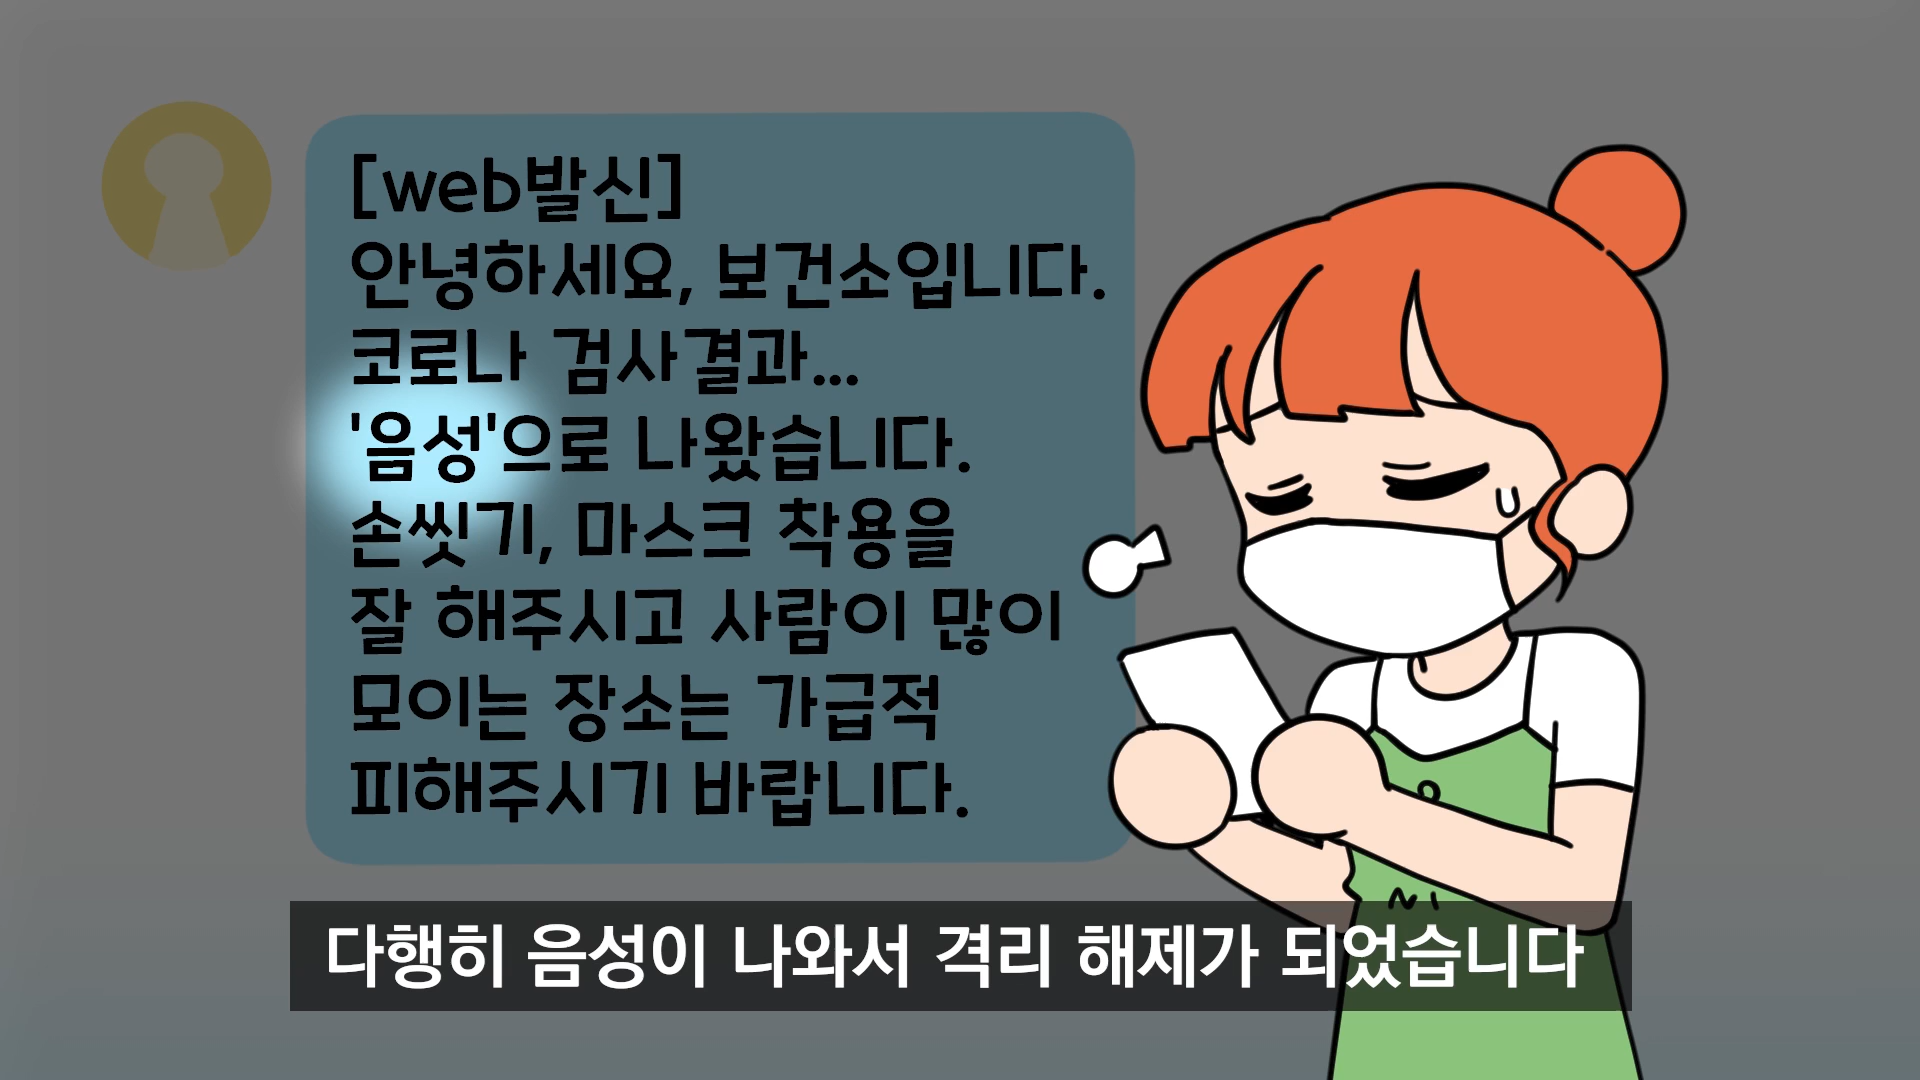 [web발신]
안녕하세요, 보건소입니다.
코로나 검사결과...
'음성'으로 나왔습니다.
손씻기, 마스크 착용을
잘 해주시고 사람이 많이
모이는 장소는 가급적
피해주시기 바랍니다.
다행히 음성이 나와서 격리 해제가 되었습니다